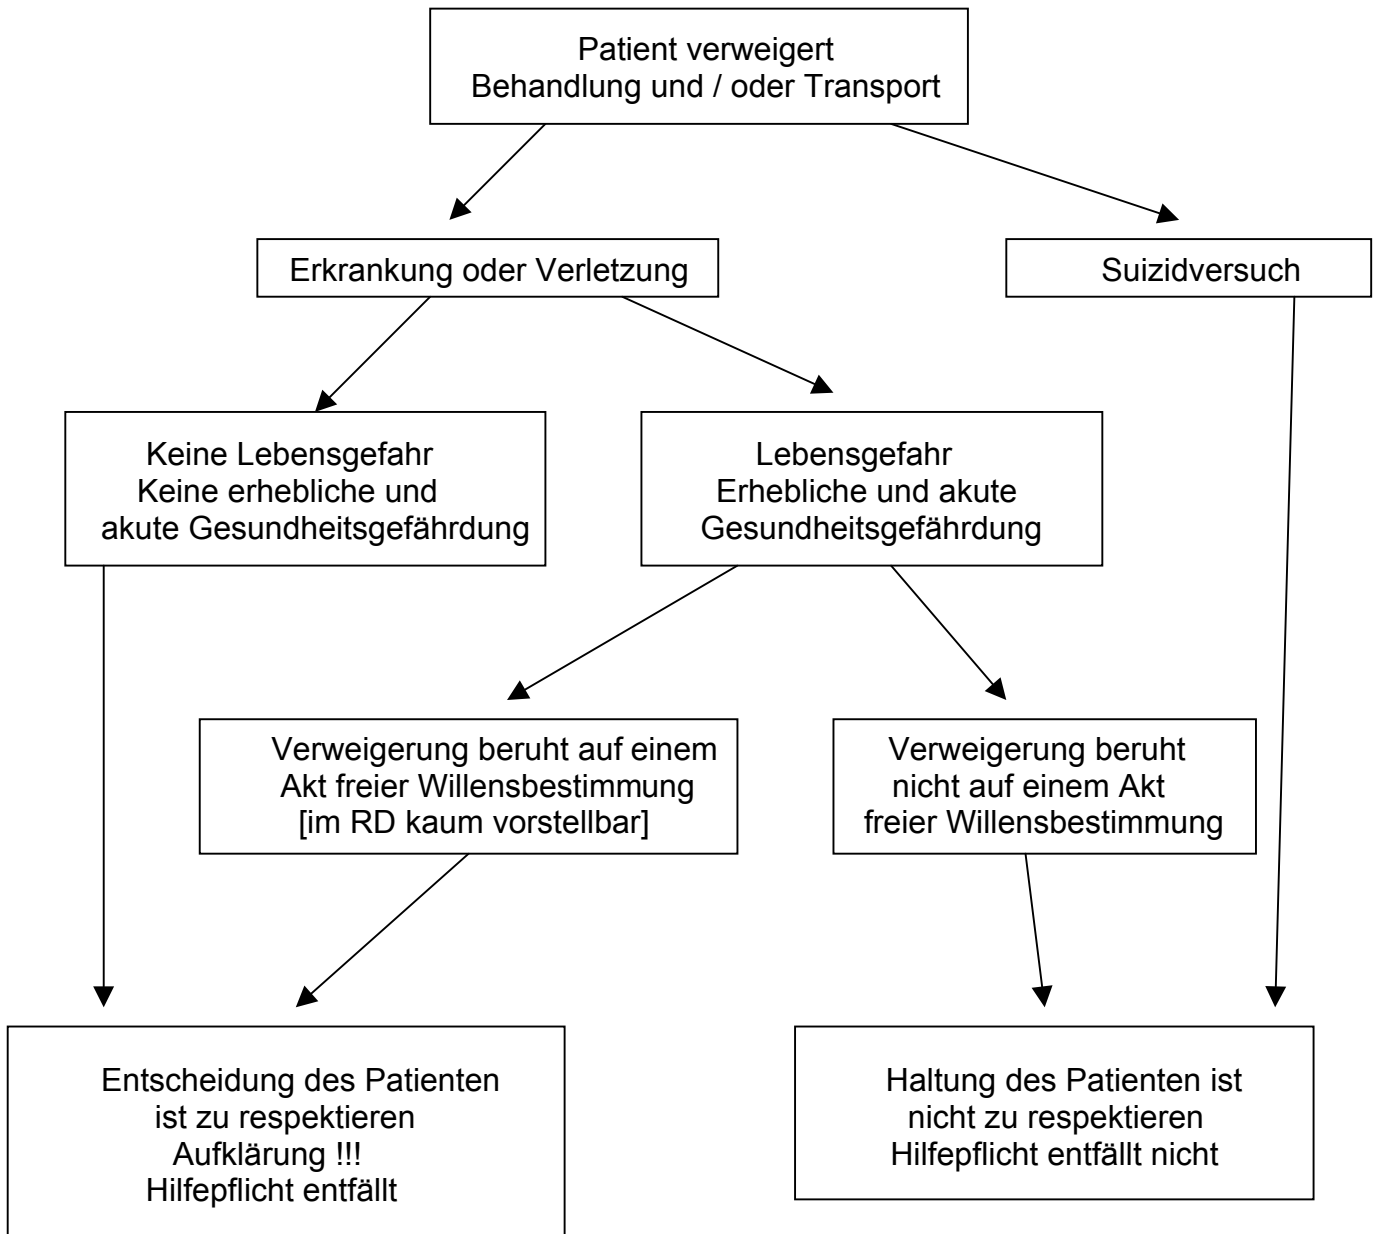 Patient verweigert
Behandlung und / oder Transport
Erkrankung oder Verletzung
Suizidversuch
Keine Lebensgefahr
Keine erhebliche und
akute Gesundheitsgefährdung
Lebensgefahr
Erhebliche und akute
Gesundheitsgefährdung
Verweigerung beruht auf einem
Akt freier Willensbestimmung
[im RD kaum vorstellbar]
Verweigerung beruht
nicht auf einem Akt
freier Willensbestimmung
Entscheidung des Patienten
ist zu respektieren
Aufklärung !!!
Hilfepflicht entfällt
Haltung des Patienten ist
nicht zu respektieren
Hilfepflicht entfällt nicht